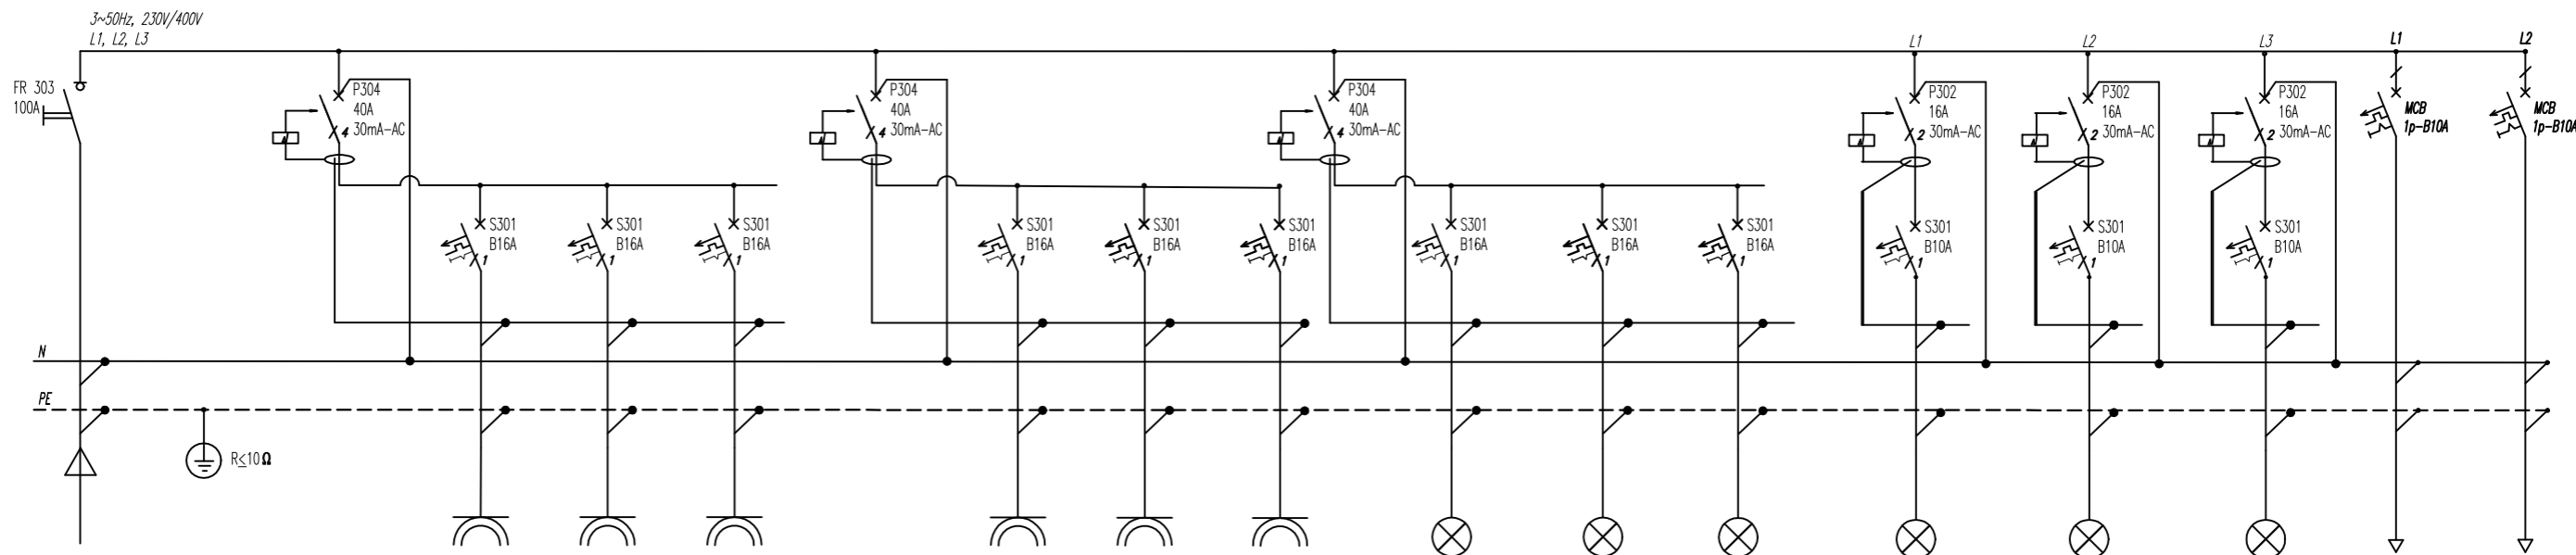 3~50Hz, 230V/400V
L1, L2, L3
FR 303
100A
P304
40A
4 30mA-AC
S301
B16A
1
S301
B16A
1
S301
B16A
1
P304
40A
4 30mA-AC
S301
B16A
1
S301
B16A
1
S301
B16A
1
P304
40A
4 30mA-AC
S301
B16A
1
S301
B16A
1
S301
B16A
1
L1
P302
16A
2 30mA-AC
S301
B10A
1
L2
P302
16A
2 30mA-AC
S301
B10A
1
L3
P302
16A
2 30mA-AC
S301
B10A
1
L1
MCB
1p-B10A
L2
MCB
1p-B10A
N
PE
R≤10Ω